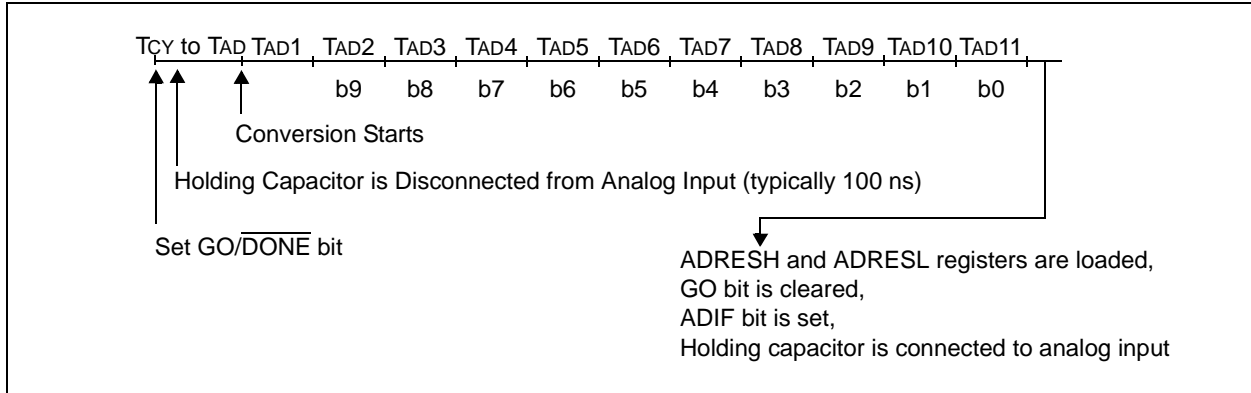 TCY to TAD TAD1 TAD2 TAD3 TAD4 TAD5 TAD6 TAD7 TAD8 TAD9 TAD10 TAD11
b9 b8 b7 b6 b5 b4 b3 b2 b1 b0
Conversion Starts
Holding Capacitor is Disconnected from Analog Input (typically 100 ns)
Set GO/DONE bit
ADRESH and ADRESL registers are loaded,
GO bit is cleared,
ADIF bit is set,
Holding capacitor is connected to analog input